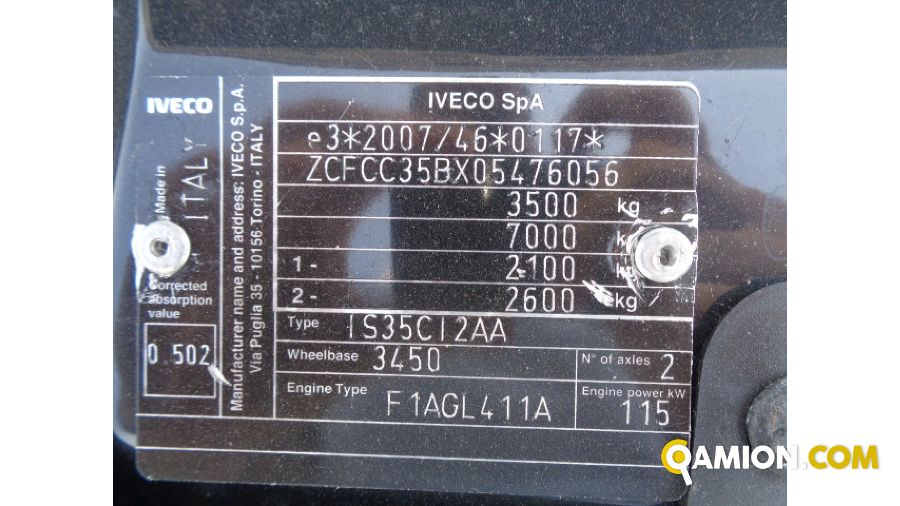 IVECO
Made in
ITALY
Corrected
absorption
value
0.502
Manufacturer name and address: IVECO S.p.A.
Via Puglia 35 - 10156 Torino - ITALY
IVECO SpA
e3*2007/46*0117*
ZCFCC35BX05476056
3500 kg
7000
1- 2100
2- 2600 kg
Type IS35CI2AA
Wheelbase 3450
N° of axles 2
Engine Type F1AGL411A
Engine power kW
115
QAMION.com